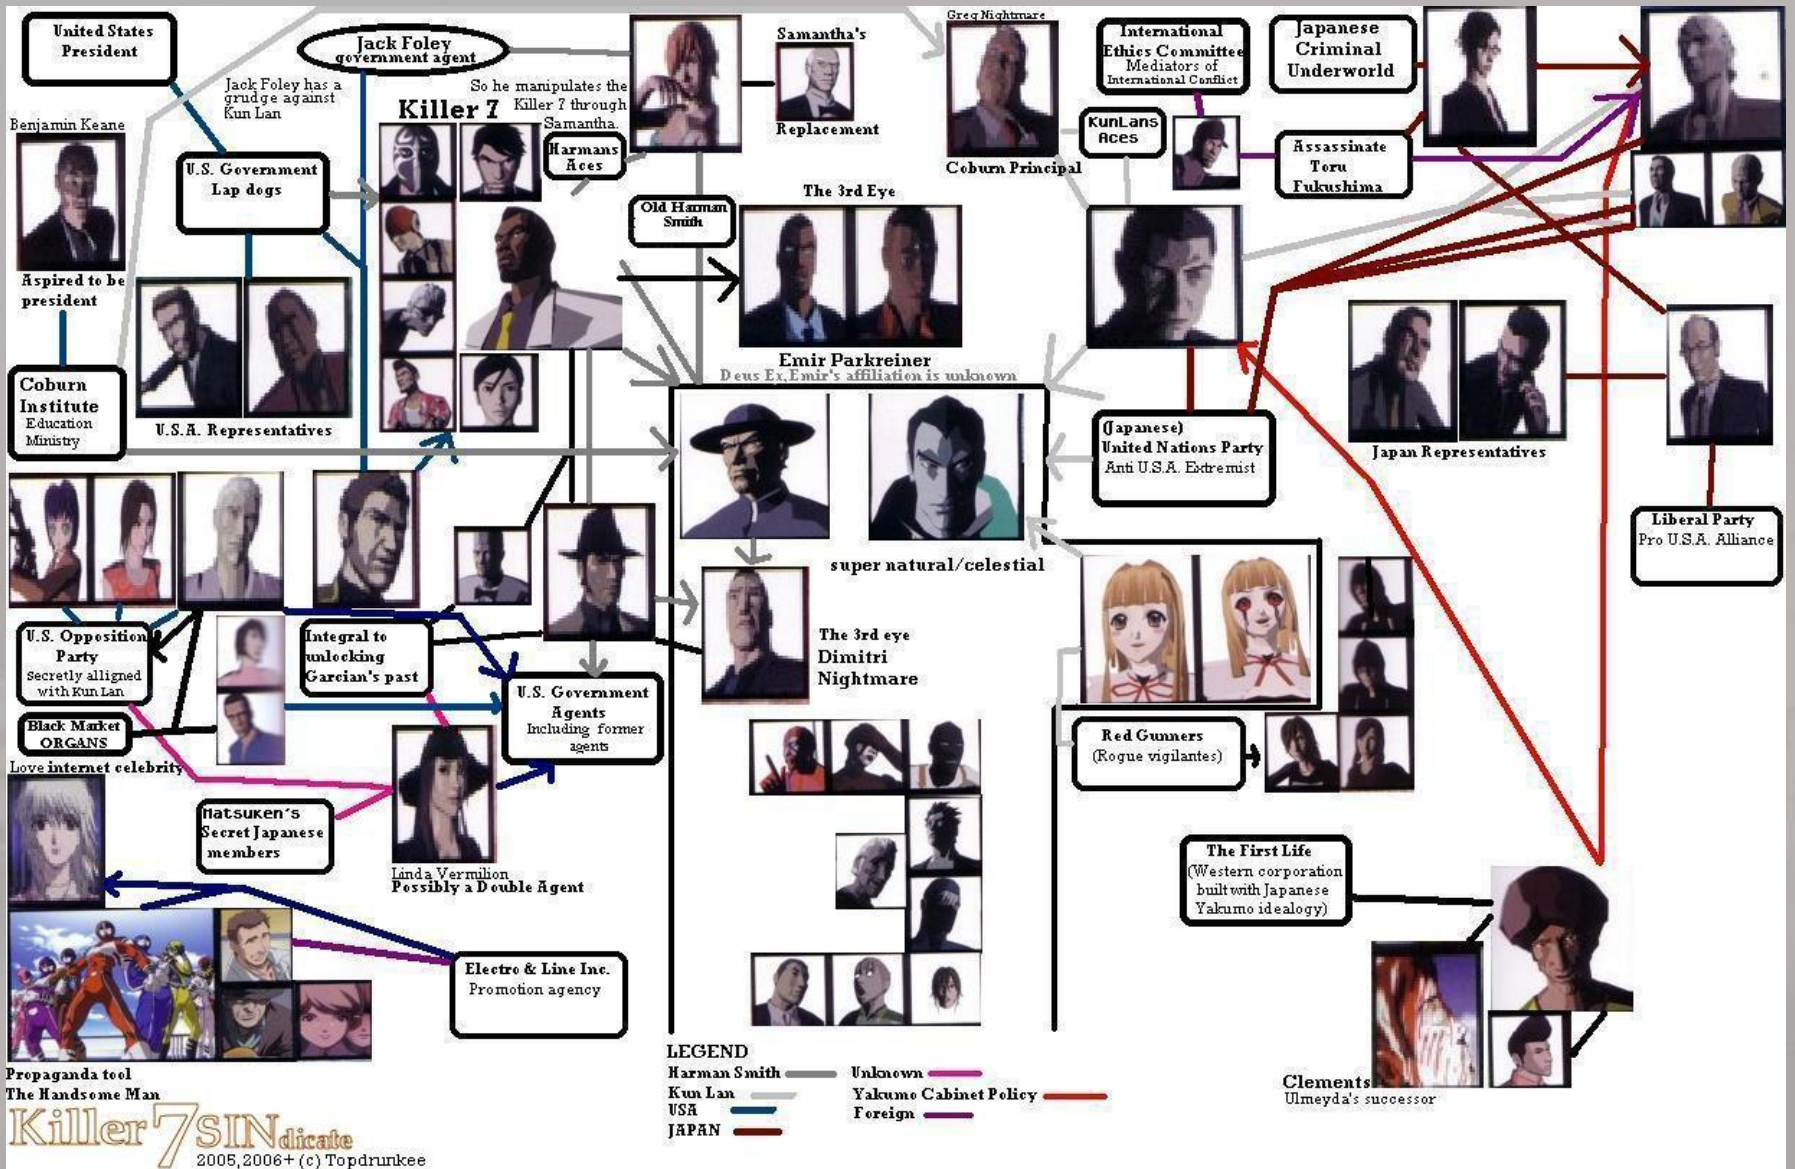 United States
President
Jack Foley
government agent
Jack Foley has a
grudge against
Kun Lan
So he manipulates the
Killer 7 through
Samantha.
Killer 7
Harmans
Aces
Samantha's
Replacement
Greg Nightmare
Coburn Principal
International
Ethics Committee
Mediators of
International Conflict
Japanese
Criminal
Underworld
KunLans
Aces
Assassinate
Toru
Fukushima
Benjamin Keane
Aspired to be
president
U.S. Government
Lap dogs
Old Harman
Smith
The 3rd Eye
Emir Parkreiner
Deus Ex,Emir's affiliation is unknown
Coburn
Institute
Education
Ministry
U.S.A. Representatives
(Japanese)
United Nations Party
Anti U.S.A. Extremist
Japan Representatives
Liberal Party
Pro U.S.A. Alliance
super natural/celestial
U.S. Opposition
Party
Secretly alligned
with Kun Lan
Integral to
unlocking
Garcian's past
The 3rd eye
Dimitri
Nightmare
U.S. Government
Agents
Including former
agents
Black Market
ORGANS
Love internet celebrity
Red Gunners
(Rogue vigilantes)
Matsuken's
Secret Japanese
members
Linda Vermilion
Possibly a Double Agent
The First Life
(Western corporation
built with Japanese
Yakumo idealogy)
Electro & Line Inc.
Promotion agency
Propaganda tool
The Handsome Man
Clements
Ulmeyda's successor
LEGEND
Harman Smith
Kun Lan
USA
JAPAN
Unknown
Yakumo Cabinet Policy
Foreign
Killer7SINdicate
2005,2006+ (c) Topdrunkee